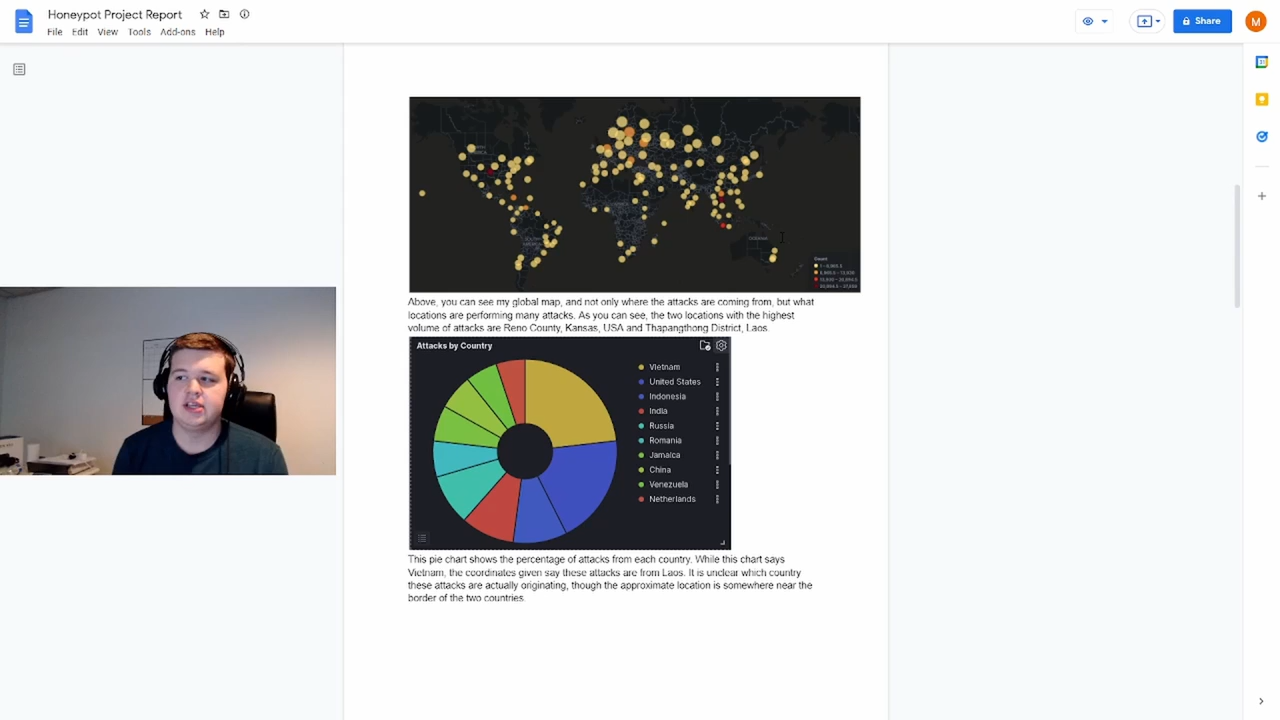 Honeypot Project Report
File Edit View Tools Add-ons Help
Share
M
Above, you can see my global map, and not only where the attacks are coming from, but what
locations are performing many attacks. As you can see, the two locations with the highest
volume of attacks are Reno County, Kansas, USA and Thapangthong District, Laos.
Attacks by Country
Vietnam
United States
Indonesia
India
Russia
Romania
Jamaica
China
Venezuela
Netherlands
This pie chart shows the percentage of attacks from each country. While this chart says
Vietnam, the coordinates given say these attacks are from Laos. It is unclear which country
these attacks are actually originating, though the approximate location is somewhere near the
border of the two countries.